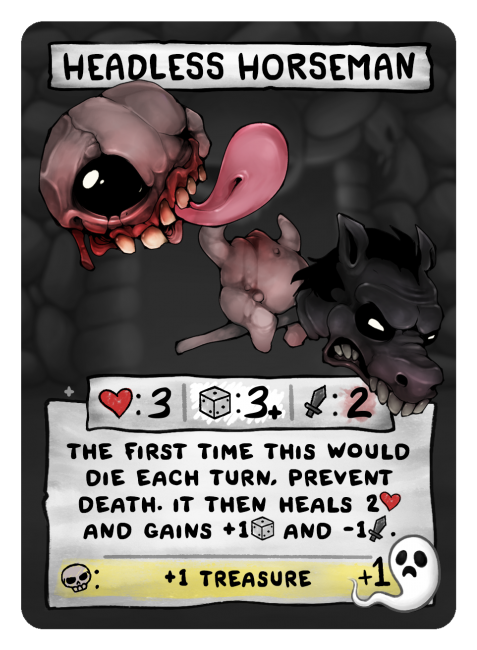 HEADLESS HORSEMAN
:3 :3+ :2
THE FIRST TIME THIS WOULD
DIE EACH TURN, PREVENT
DEATH. IT THEN HEALS 2
AND GAINS +1 AND -1.
: +1 TREASURE +1